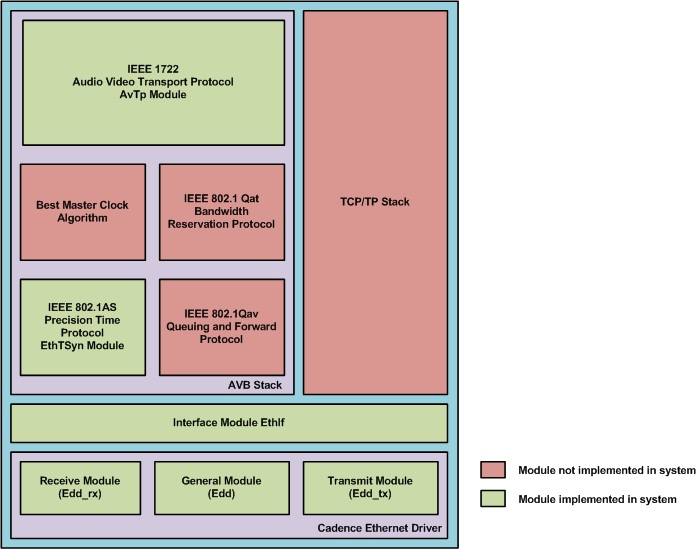 IEEE 1722
Audio Video Transport Protocol
AvTp Module
Best Master Clock
Algorithm
IEEE 802.1 Qat
Bandwidth
Reservation Protocol
TCP/TP Stack
IEEE 802.1AS
Precision Time
Protocol
EthTSyn Module
IEEE 802.1Qav
Queuing and Forward
Protocol
AVB Stack
Interface Module EthIf
Receive Module
(Edd_rx)
General Module
(Edd)
Transmit Module
(Edd_tx)
Cadence Ethernet Driver
Module not implemented in system
Module implemented in system